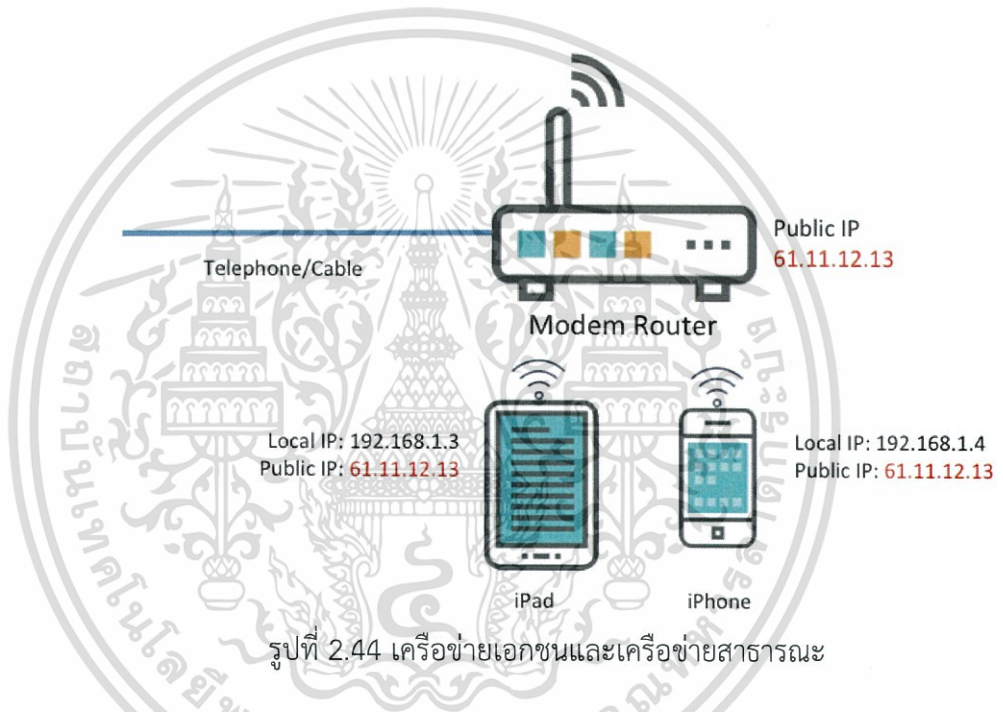 Public IP
61.11.12.13
Telephone/Cable
Modem Router
Local IP: 192.168.1.3
Public IP: 61.11.12.13
Local IP: 192.168.1.4
Public IP: 61.11.12.13
iPad
iPhone
รูปที่ 2.44 เครือข่ายเอกชนและเครือข่ายสาธารณะ